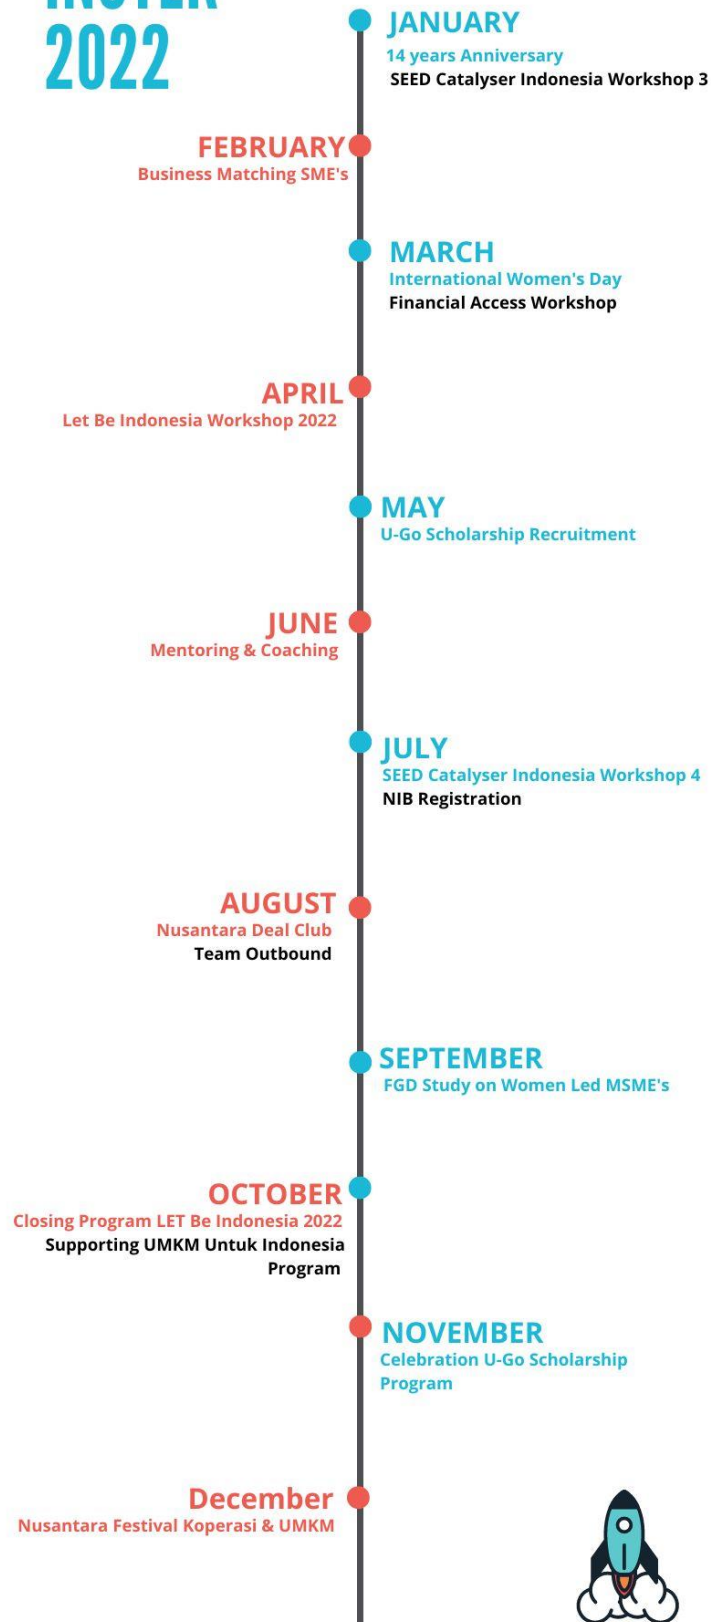 2022
JANUARY
14 years Anniversary
SEED Catalyser Indonesia Workshop 3
FEBRUARY
Business Matching SME's
MARCH
International Women's Day
Financial Access Workshop
APRIL
Let Be Indonesia Workshop 2022
MAY
U-Go Scholarship Recruitment
JUNE
Mentoring & Coaching
JULY
SEED Catalyser Indonesia Workshop 4
NIB Registration
AUGUST
Nusantara Deal Club
Team Outbound
SEPTEMBER
FGD Study on Women Led MSME's
OCTOBER
Closing Program LET Be Indonesia 2022
Supporting UMKM Untuk Indonesia
Program
NOVEMBER
Celebration U-Go Scholarship
Program
December
Nusantara Festival Koperasi & UMKM